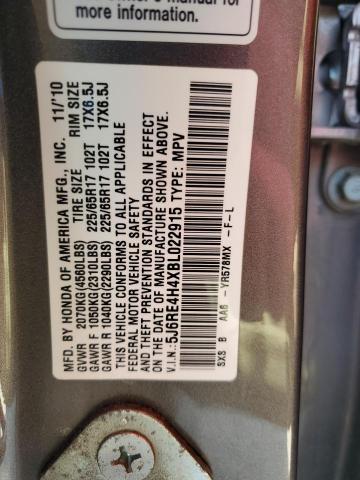 more information.
MFD. BY HONDA OF AMERICA MFG., INC. 11/'10
TIRE SIZE RIM SIZE
GVWR 2070KG(4560LBS)
GAWR F 1050KG(2310LBS) 225/65R17 102T 17X6.5J
GAWR R 1040KG(2290LBS) 225/65R17 102T 17X6.5J
THIS VEHICLE CONFORMS TO ALL APPLICABLE
FEDERAL MOTOR VEHICLE SAFETY
AND THEFT PREVENTION STANDARDS IN EFFECT
ON THE DATE OF MANUFACTURE SHOWN ABOVE.
V.I.N.: 5J6RE4H4XBL022915 TYPE: MPV
SXS B AA6 -YR578MX -F-L